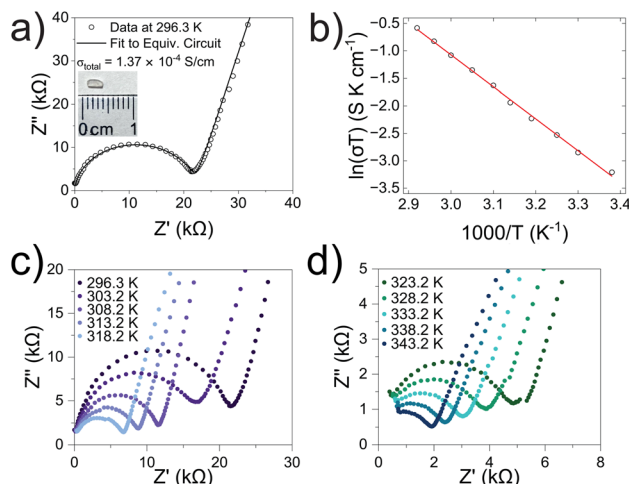 a)
40
30
20
10
0
0 10 20 30 40
Z'' (kΩ)
Z' (kΩ)
Data at 296.3 K
Fit to Equiv. Circuit
σtotal = 1.37 × 10⁻⁴ S/cm
0 cm 1
b)
-0.5
-1.0
-1.5
-2.0
-2.5
-3.0
-3.5
2.9 3.0 3.1 3.2 3.3 3.4
ln(σT) (S K cm⁻¹)
1000/T (K⁻¹)
c)
20
15
10
5
0
0 10 20 30
Z'' (kΩ)
Z' (kΩ)
296.3 K
303.2 K
308.2 K
313.2 K
318.2 K
d)
5
4
3
2
1
0
0 2 4 6 8
Z'' (kΩ)
Z' (kΩ)
323.2 K
328.2 K
333.2 K
338.2 K
343.2 K